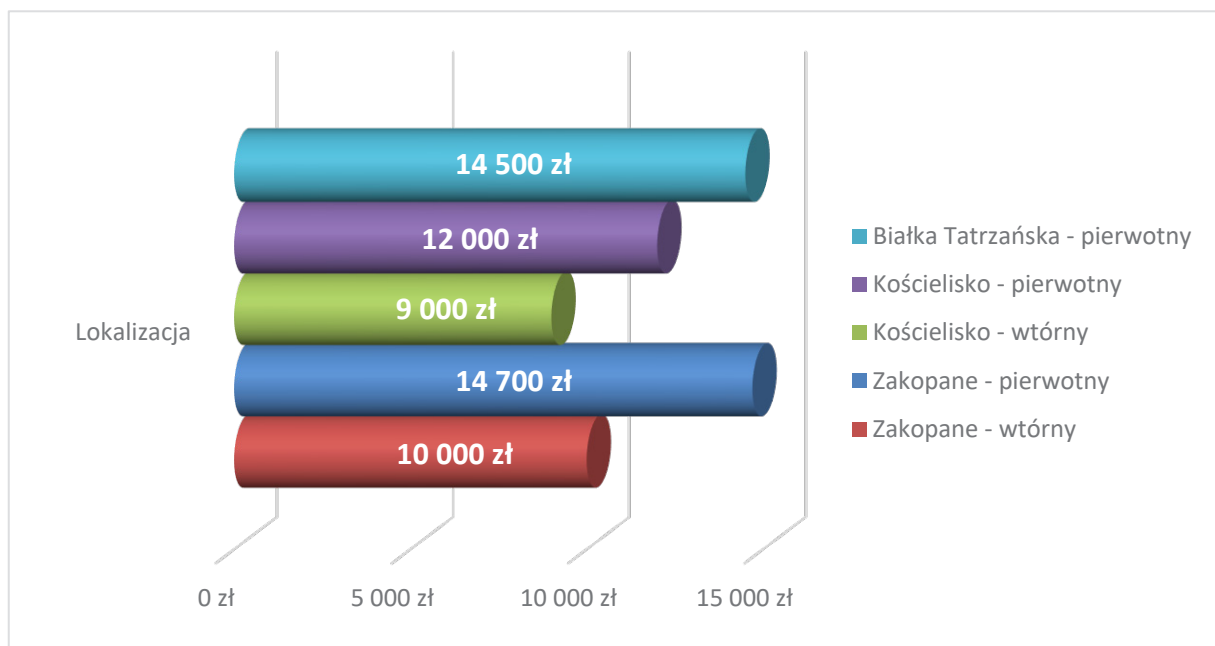 14 500 zł
12 000 zł
9 000 zł
14 700 zł
10 000 zł
Lokalizacja
0 zł
5 000 zł
10 000 zł
15 000 zł
Białka Tatrzańska - pierwotny
Kościelisko - pierwotny
Kościelisko - wtórny
Zakopane - pierwotny
Zakopane - wtórny